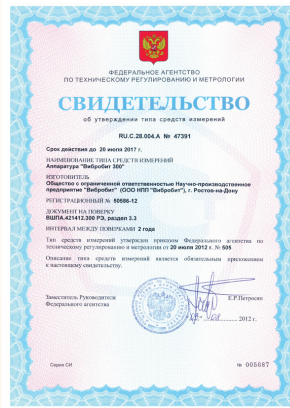 ФЕДЕРАЛЬНОЕ АГЕНТСТВО
ПО ТЕХНИЧЕСКОМУ РЕГУЛИРОВАНИЮ И МЕТРОЛОГИИ
СВИДЕТЕЛЬСТВО
об утверждении типа средств измерений
RU.C.28.004.A № 47391
Срок действия до 20 июля 2017 г.
НАИМЕНОВАНИЕ ТИПА СРЕДСТВ ИЗМЕРЕНИЙ
Аппаратура "Вибробит 300"
ИЗГОТОВИТЕЛЬ
Общество с ограниченной ответственностью Научно-производственное
предприятие "Вибробит" (ООО НПП "Вибробит"), г. Ростов-на-Дону
РЕГИСТРАЦИОННЫЙ № 50586-12
ДОКУМЕНТ НА ПОВЕРКУ
ВШПА.421412.300 РЭ, раздел 3.3
ИНТЕРВАЛ МЕЖДУ ПОВЕРКАМИ 2 года
Тип средств измерений утвержден приказом Федерального агентства по
техническому регулированию и метрологии от 20 июля 2012 г. № 505
Описание типа средств измерений является обязательным приложением
к настоящему свидетельству.
Заместитель Руководителя
Федерального агентства
Е.Р.Петросян
2012 г.
Серия СИ
№ 005687